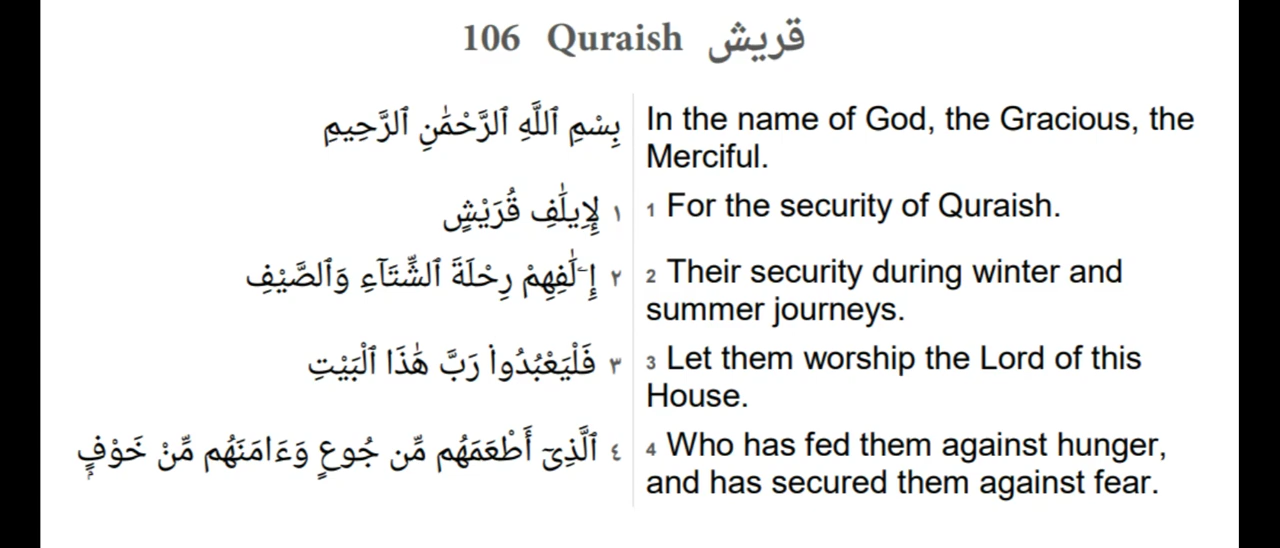 106 Quraish قريش
بِسْمِ ٱللَّهِ ٱلرَّحْمَٰنِ ٱلرَّحِيمِ
In the name of God, the Gracious, the
Merciful.
١ لِإِيلَٰفِ قُرَيْشٍ
1 For the security of Quraish.
٢ إِۦلَٰفِهِمْ رِحْلَةَ ٱلشِّتَآءِ وَٱلصَّيْفِ
2 Their security during winter and
summer journeys.
٣ فَلْيَعْبُدُوا۟ رَبَّ هَٰذَا ٱلْبَيْتِ
3 Let them worship the Lord of this
House.
٤ ٱلَّذِىٓ أَطْعَمَهُم مِّن جُوعٍ وَءَامَنَهُم مِّنْ خَوْفٍۭ
4 Who has fed them against hunger,
and has secured them against fear.